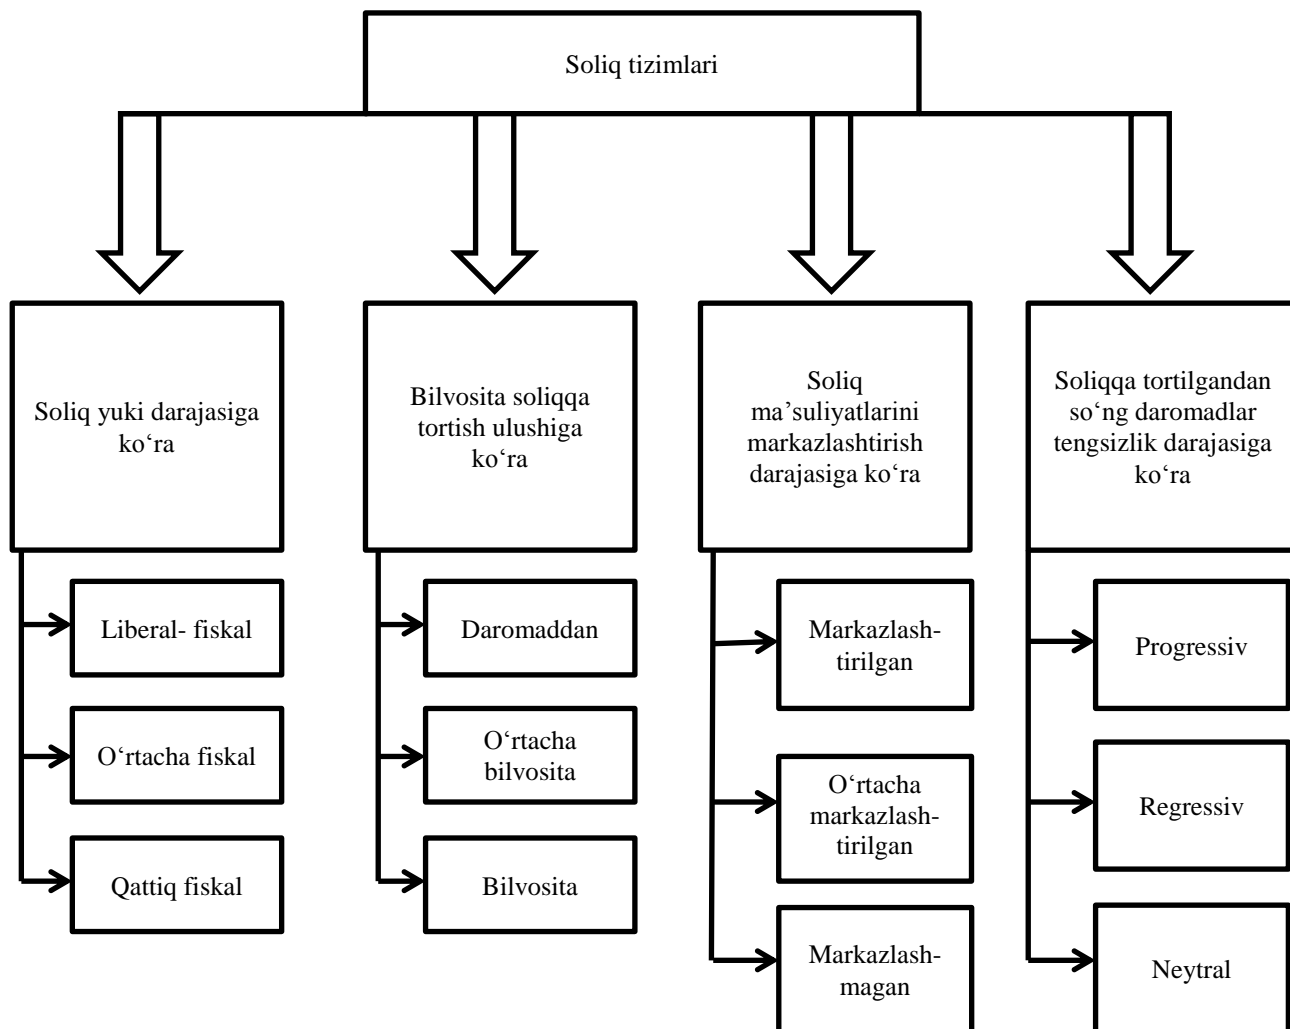 Soliq tizimlari
Soliq yuki darajasiga
ko‘ra
Liberal- fiskal
O‘rtacha fiskal
Qattiq fiskal
Bilvosita soliqqa
tortish ulushiga
ko‘ra
Daromaddan
O‘rtacha
bilvosita
Bilvosita
Soliq
ma’suliyatlarini
markazlashtirish
darajasiga ko‘ra
Markazlash-
tirilgan
O‘rtacha
markazlash-
tirilgan
Markazlash-
magan
Soliqqa tortilgandan
so‘ng daromadlar
tengsizlik darajasiga
ko‘ra
Progressiv
Regressiv
Neytral